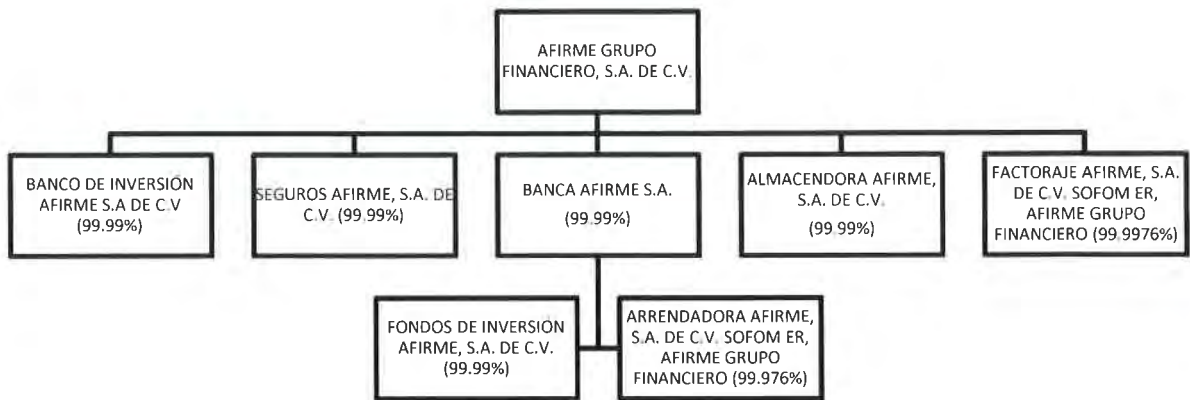 AFIRME GRUPO
FINANCIERO, S.A. DE C.V.
BANCO DE INVERSIÓN
AFIRME S.A DE C.V
(99.99%)
SEGUROS AFIRME, S.A. DE
C.V. (99.99%)
BANCA AFIRME S.A.
(99.99%)
ALMACENDORA AFIRME,
S.A. DE C.V.
(99.99%)
FACTORAJE AFIRME, S.A.
DE C.V. SOFOM ER,
AFIRME GRUPO
FINANCIERO (99.9976%)
FONDOS DE INVERSIÓN
AFIRME, S.A. DE C.V.
(99.99%)
ARRENDADORA AFIRME,
S.A. DE C.V. SOFOM ER,
AFIRME GRUPO
FINANCIERO (99.976%)